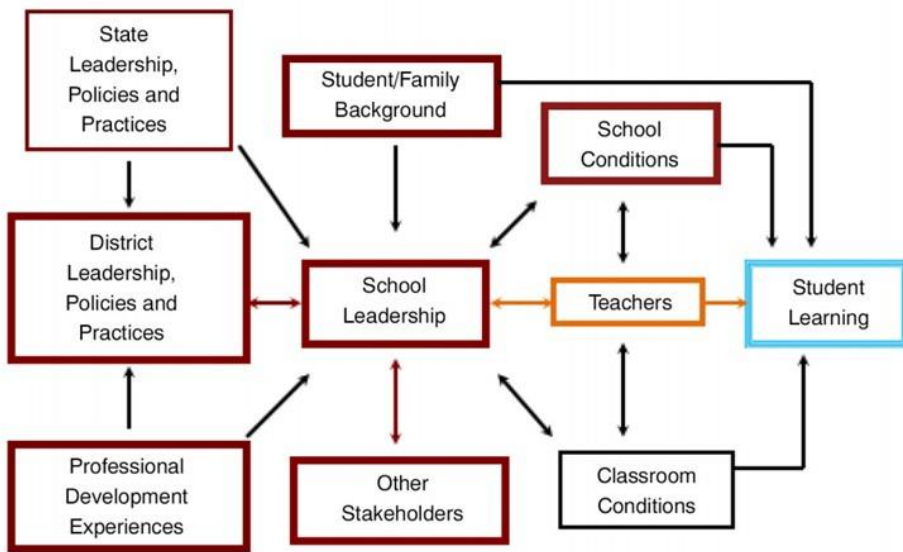 State
Leadership,
Policies and
Practices
Student/Family
Background
School
Conditions
District
Leadership,
Policies and
Practices
School
Leadership
Teachers
Student
Learning
Professional
Development
Experiences
Other
Stakeholders
Classroom
Conditions